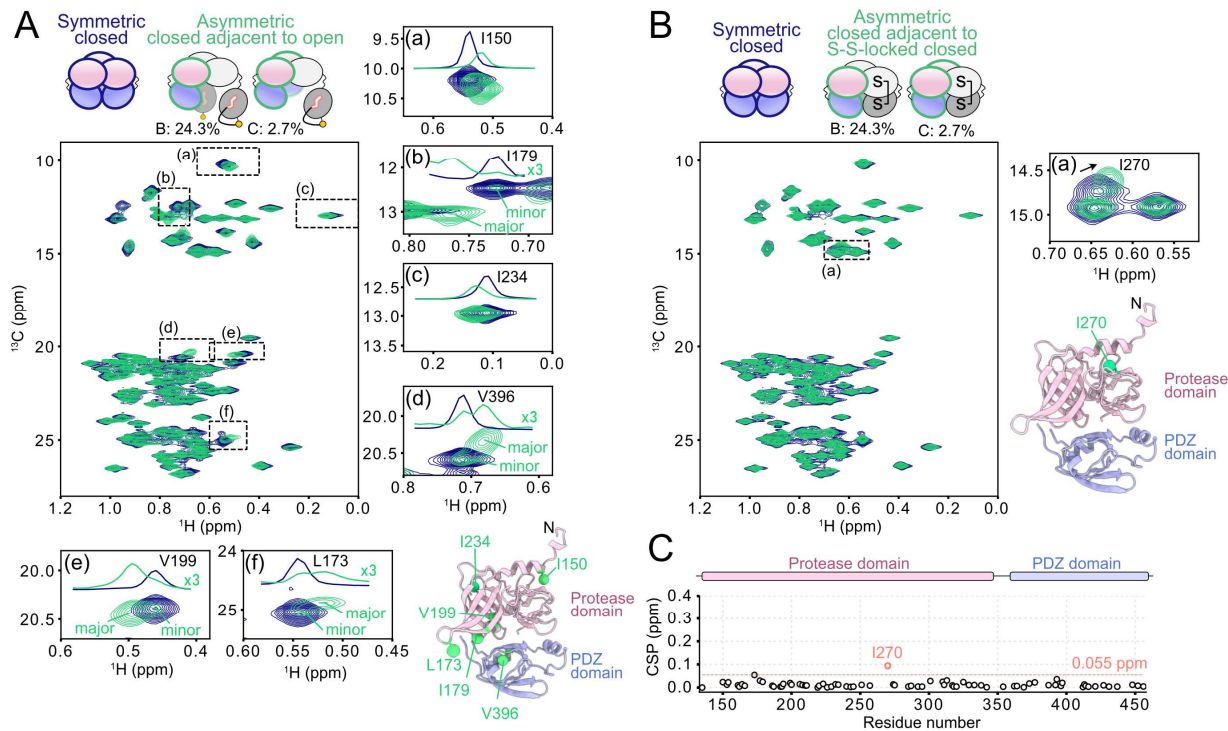 A
Symmetric
closed
Asymmetric
closed adjacent to open
B: 24.3%
C: 2.7%
10
15
20
25
13C (ppm)
1.2
1.0
0.8
0.6
0.4
0.2
0.0
1H (ppm)
(a)
(b)
(c)
(d)
(e)
(f)
(a)
I150
9.5
10.0
10.5
0.6
0.5
0.4
(b)
I179
x3
12
13
minor
major
0.80
0.75
0.70
(c)
I234
12.5
13.0
13.5
0.2
0.1
0.0
(d)
V396
x3
20.0
20.5
major
minor
0.8
0.7
0.6
1H (ppm)
(e)
V199
x3
20.0
20.5
major
minor
0.6
0.5
0.4
1H (ppm)
(f)
L173
x3
24
25
major
minor
0.6
0.55
0.50
0.45
1H (ppm)
N
I234
I150
Protease
domain
V199
L173
PDZ
domain
I179
V396
B
Symmetric
closed
Asymmetric
closed adjacent to
S-S-locked closed
S
S
S
S
B: 24.3%
C: 2.7%
10
15
20
25
13C (ppm)
1.2
1.0
0.8
0.6
0.4
0.2
0.0
1H (ppm)
(a)
(a)
I270
14.5
15.0
0.70
0.65
0.60
0.55
1H (ppm)
N
I270
Protease
domain
PDZ
domain
C
Protease domain
PDZ domain
CSP (ppm)
0.4
0.3
0.2
0.1
0.0
I270
0.055 ppm
150
200
250
300
350
400
450
Residue number